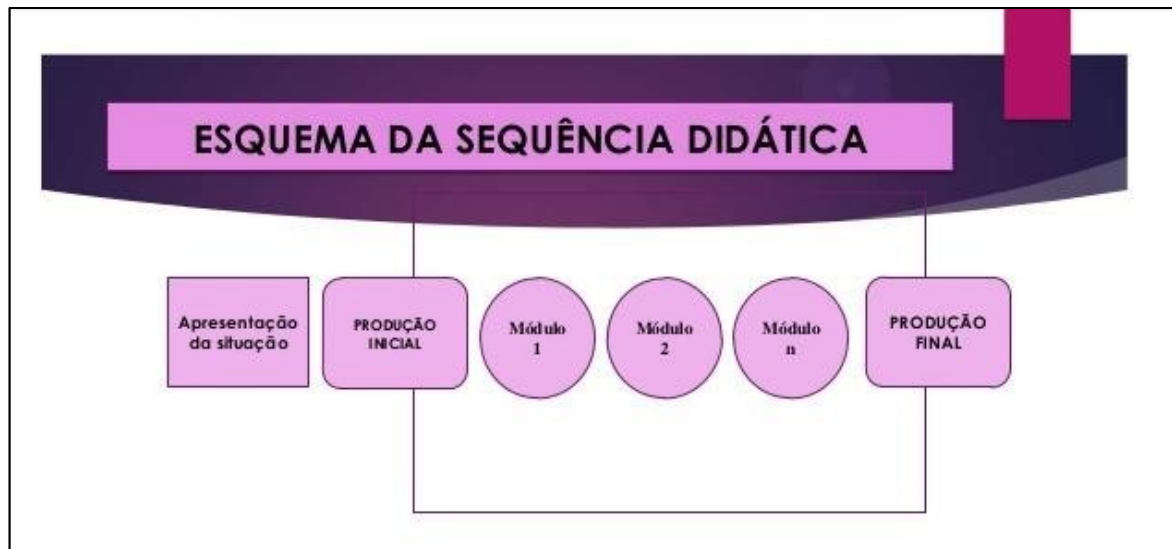 ESQUEMA DA SEQUÊNCIA DIDÁTICA
Apresentação
da situação
PRODUÇÃO
INICIAL
Módulo
1
Módulo
2
Módulo
n
PRODUÇÃO
FINAL